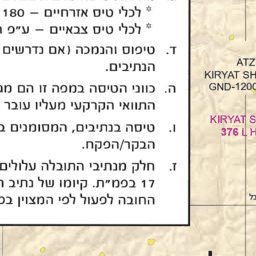 * לכלי טיס אזרחיים – 180
* לכלי טיס צבאיים – ע"פ
ד. טיפוס והנמכה (אם נדרשים
הנתיבים.
ה. כווני הטיסה במפה זו הם
התוואי הקרקעי מעליו עובר
ו. טיסה בנתיבים, המסומנים
הבקר/הפקח.
ז. חלק מנתיבי התובלה עלולים
17 בפמ"ת. קיומו של נתיב
החובה לפעול לפי המצוין
ATZ
KIRYAT SH
GND-1200
KIRYAT S
376 L H